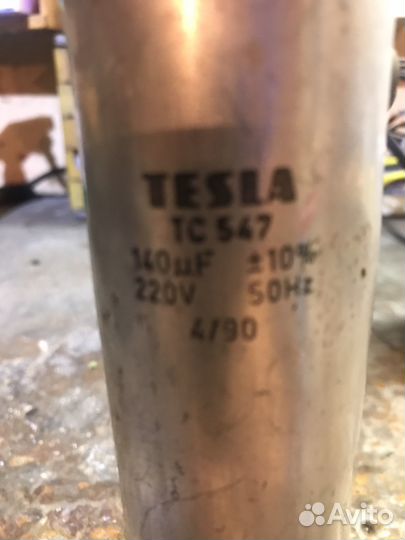 TESLA
TC 547
140µF ±10%
220V 50Hz
4/90
Avito